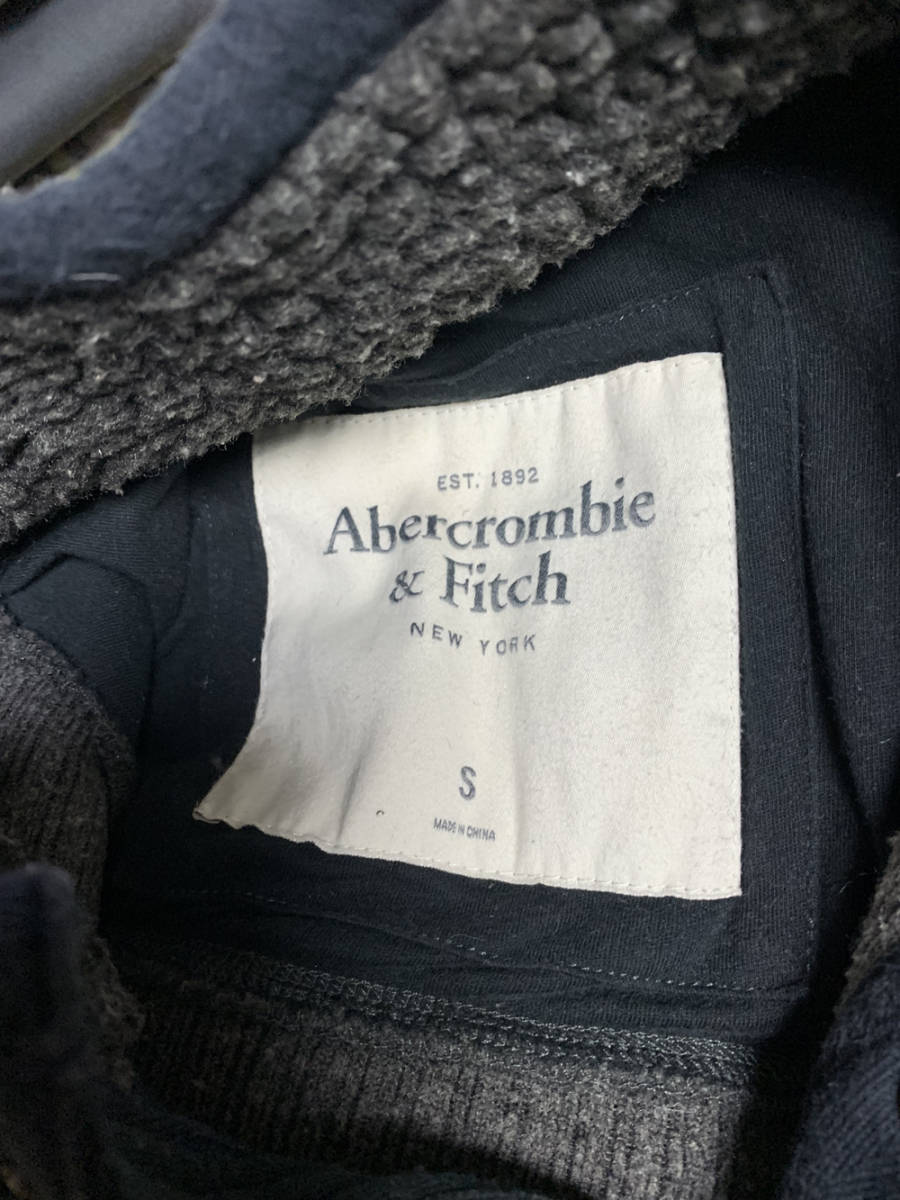 EST. 1892
Abercrombie
& Fitch
NEW YORK
S
MADE IN CHINA